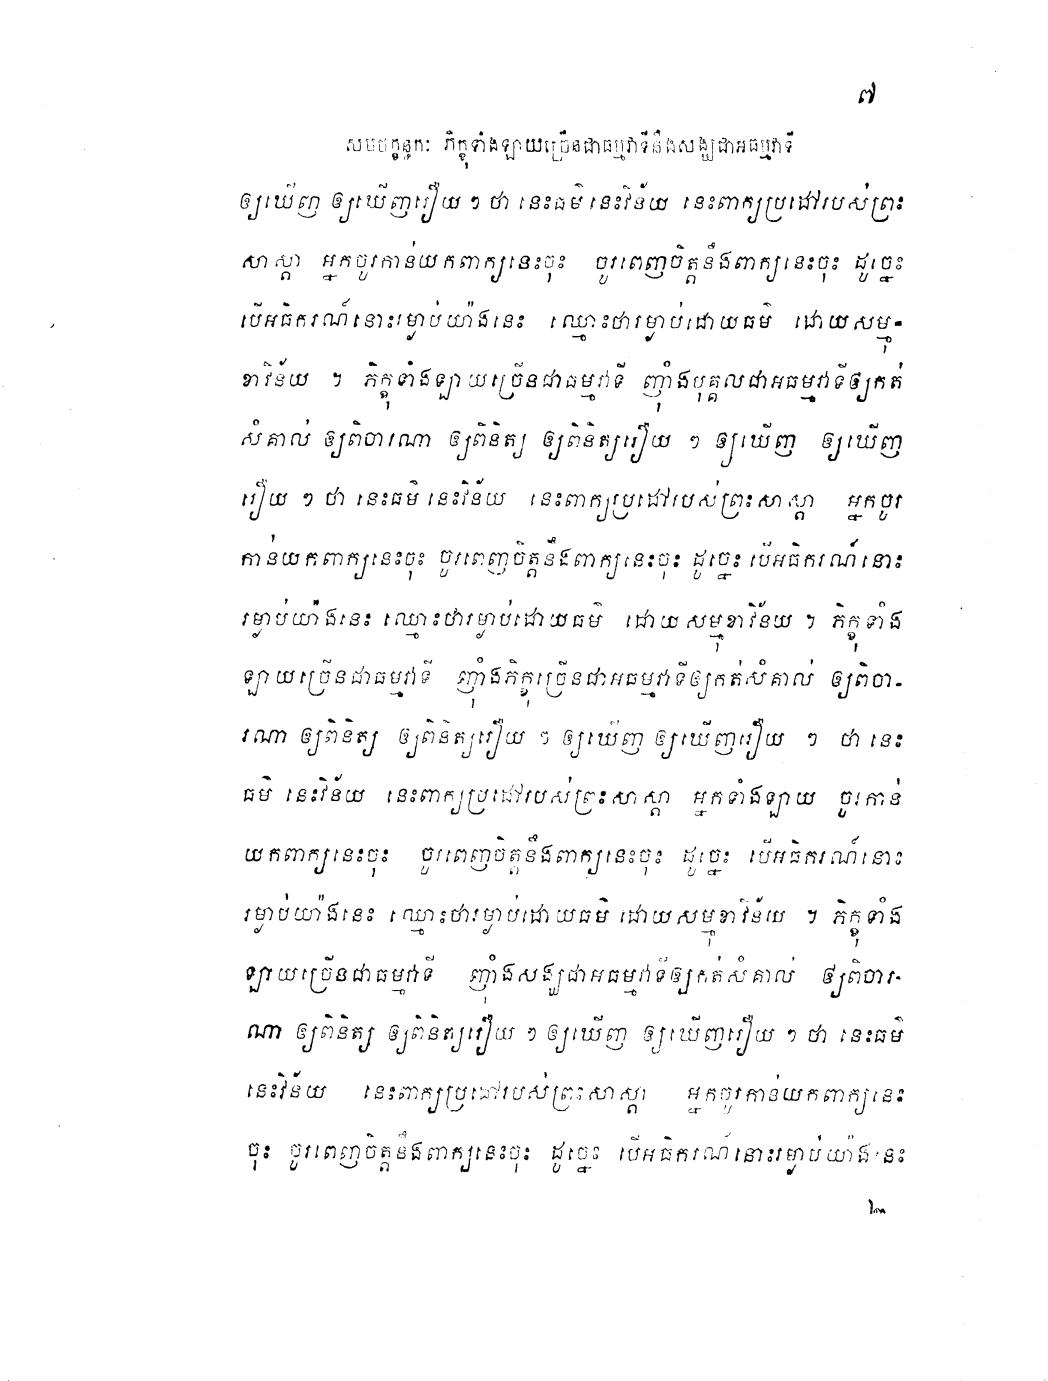 ៧
សមថក្ខន្ធកៈ ភិក្ខុទាំងឡាយច្រើនជាធម្មវាទីនឹងសង្ឃជាអធម្មវាទី
ឲ្យឃើញ ឲ្យឃើញរឿយ ៗ ថា នេះធម៌ នេះវិន័យ នេះពាក្យប្រដៅរបស់ព្រះ
សាស្តា អ្នកចូរកាន់យកពាក្យនេះចុះ ចូរពេញចិត្តនឹងពាក្យនេះចុះ ដូច្នេះ
បើអធិករណ៍នោះរម្ងាប់យ៉ាងនេះ ឈ្មោះថារម្ងាប់ដោយធម៌ ដោយសម្មុ-
ខាវិន័យ ។ ភិក្ខុទាំងឡាយច្រើនជាធម្មវាទី ញុំាងបុគ្គលជាអធម្មវាទីឲ្យកត់
សំគាល់ ឲ្យពិចារណា ឲ្យពិនិត្យ ឲ្យពិនិត្យរឿយ ៗ ឲ្យឃើញ ឲ្យឃើញ
រឿយ ៗ ថា នេះធម៌ នេះវិន័យ នេះពាក្យប្រដៅរបស់ព្រះសាស្តា អ្នកចូរ
កាន់យកពាក្យនេះចុះ ចូរពេញចិត្តនឹងពាក្យនេះចុះ ដូច្នេះ បើអធិករណ៍នោះ
រម្ងាប់យ៉ាងនេះ ឈ្មោះថារម្ងាប់ដោយធម៌ ដោយសម្មុខាវិន័យ ។ ភិក្ខុទាំង
ឡាយច្រើនជាធម្មវាទី ញុំាងភិក្ខុច្រើនជាអធម្មវាទីឲ្យកត់សំគាល់ ឲ្យពិចា-
រណា ឲ្យពិនិត្យ ឲ្យពិនិត្យរឿយ ៗ ឲ្យឃើញ ឲ្យឃើញរឿយ ៗ ថា នេះ
ធម៌ នេះវិន័យ នេះពាក្យប្រដៅរបស់ព្រះសាស្តា អ្នកទាំងឡាយ ចូរកាន់
យកពាក្យនេះចុះ ចូរពេញចិត្តនឹងពាក្យនេះចុះ ដូច្នេះ បើអធិករណ៍នោះ
រម្ងាប់យ៉ាងនេះ ឈ្មោះថារម្ងាប់ដោយធម៌ ដោយសម្មុខាវិន័យ ។ ភិក្ខុទាំង
ឡាយច្រើនជាធម្មវាទី ញុំាងសង្ឃជាអធម្មវាទីឲ្យកត់សំគាល់ ឲ្យពិចារ-
ណា ឲ្យពិនិត្យ ឲ្យពិនិត្យរឿយ ៗ ឲ្យឃើញ ឲ្យឃើញរឿយ ៗ ថា នេះធម៌
នេះវិន័យ នេះពាក្យប្រដៅរបស់ព្រះសាស្តា អ្នកចូរកាន់យកពាក្យនេះ
ចុះ ចូរពេញចិត្តនឹងពាក្យនេះចុះ ដូច្នេះ បើអធិករណ៍នោះរម្ងាប់យ៉ាងនេះ